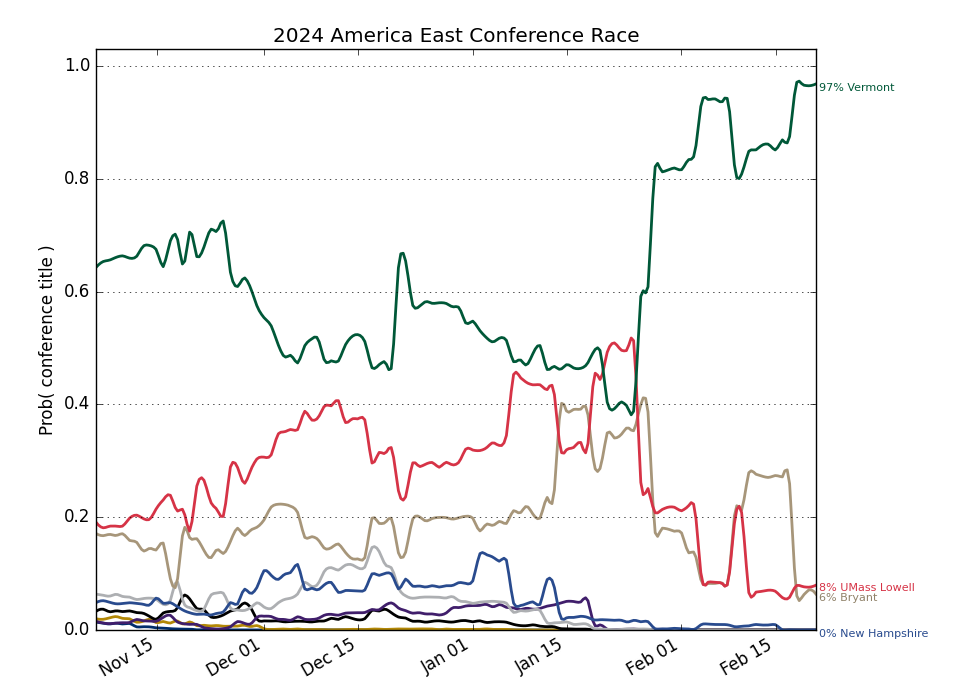 2024 America East Conference Race
Prob( conference title )
1.0
0.8
0.6
0.4
0.2
0.0
Nov 15
Dec 01
Dec 15
Jan 01
Jan 15
Feb 01
Feb 15
97% Vermont
8% UMass Lowell
6% Bryant
0% New Hampshire